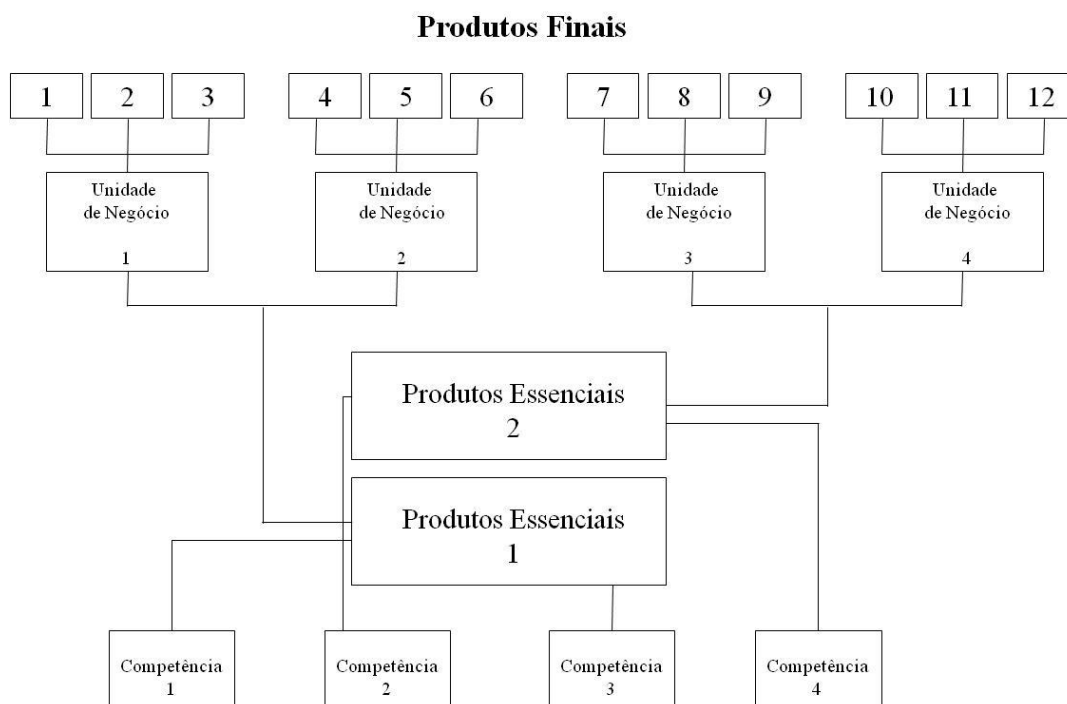 Produtos Finais
1 2 3 4 5 6 7 8 9 10 11 12
Unidade
de Negócio
1
Unidade
de Negócio
2
Unidade
de Negócio
3
Unidade
de Negócio
4
Produtos Essenciais
2
Produtos Essenciais
1
Competência
1
Competência
2
Competência
3
Competência
4